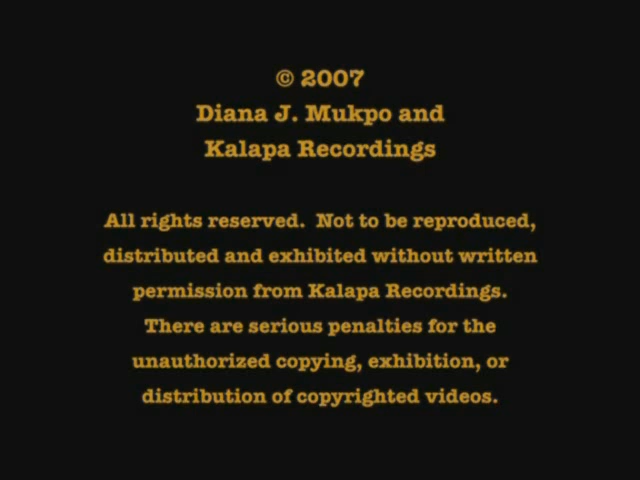 © 2007
Diana J. Mukpo and
Kalapa Recordings
All rights reserved.  Not to be reproduced,
distributed and exhibited without written
permission from Kalapa Recordings.
There are serious penalties for the
unauthorized copying, exhibition, or
distribution of copyrighted videos.